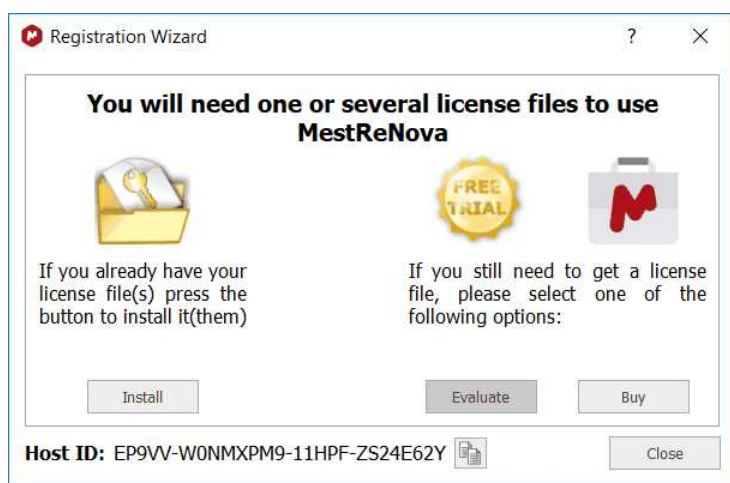 Registration Wizard
?
You will need one or several license files to use
MestReNova
FREE
TRIAL
If you already have your
license file(s) press the
button to install it(them)
If you still need to get a license
file, please select one of the
following options:
Install
Evaluate
Buy
Host ID: EP9VV-W0NMXPM9-11HPF-ZS24E62Y
Close